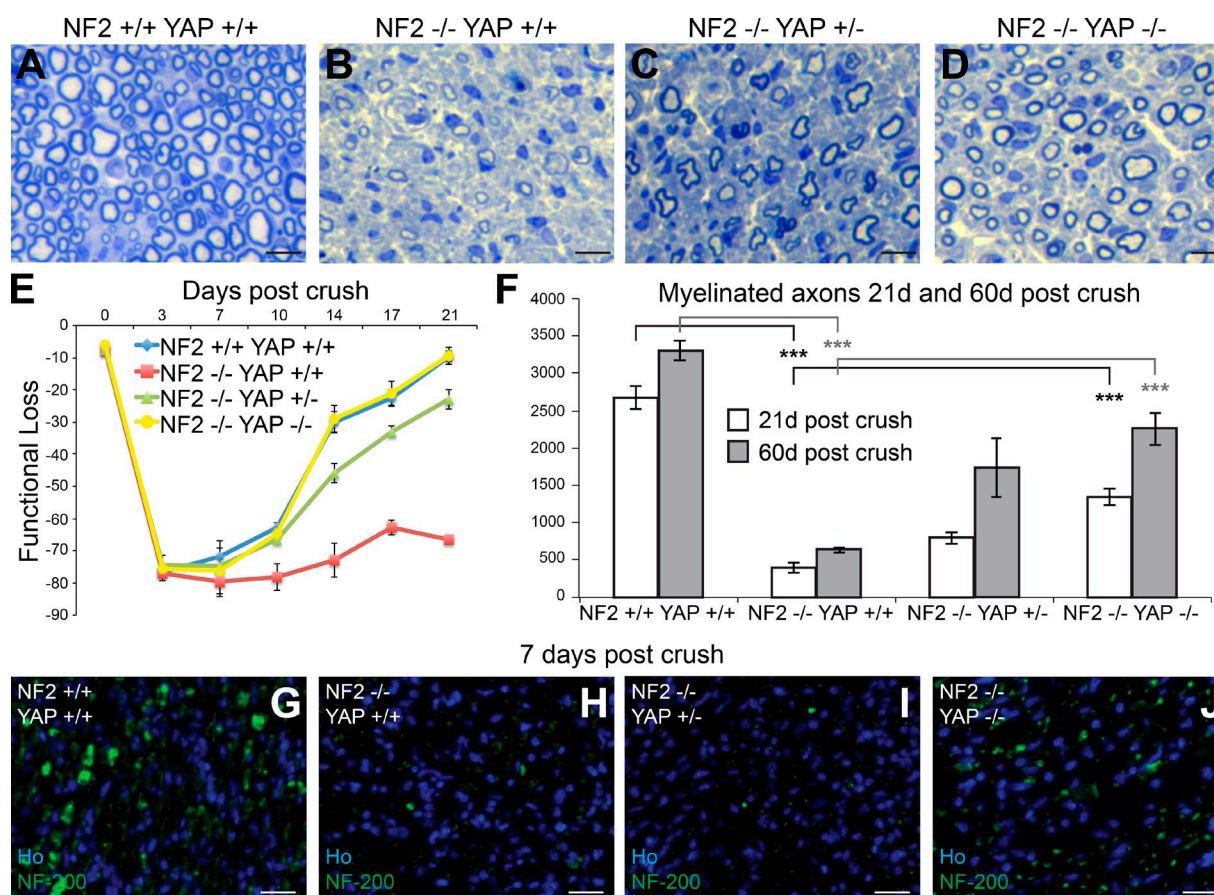 NF2 +/+ YAP +/+
NF2 -/- YAP +/+
NF2 -/- YAP +/-
NF2 -/- YAP -/-
A
B
C
D
E
Days post crush
0 3 7 10 14 17 21
0
-10
-20
-30
-40
-50
-60
-70
-80
-90
Functional Loss
NF2 +/+ YAP +/+
NF2 -/- YAP +/+
NF2 -/- YAP +/-
NF2 -/- YAP -/-
F
Myelinated axons 21d and 60d post crush
4000
3500
3000
2500
2000
1500
1000
500
0
***
***
***
***
21d post crush
60d post crush
NF2 +/+ YAP +/+
NF2 -/- YAP +/+
NF2 -/- YAP +/-
NF2 -/- YAP -/-
7 days post crush
NF2 +/+
YAP +/+
G
Ho
NF-200
NF2 -/-
YAP +/+
H
Ho
NF-200
NF2 -/-
YAP +/-
I
Ho
NF-200
NF2 -/-
YAP -/-
J
Ho
NF-200